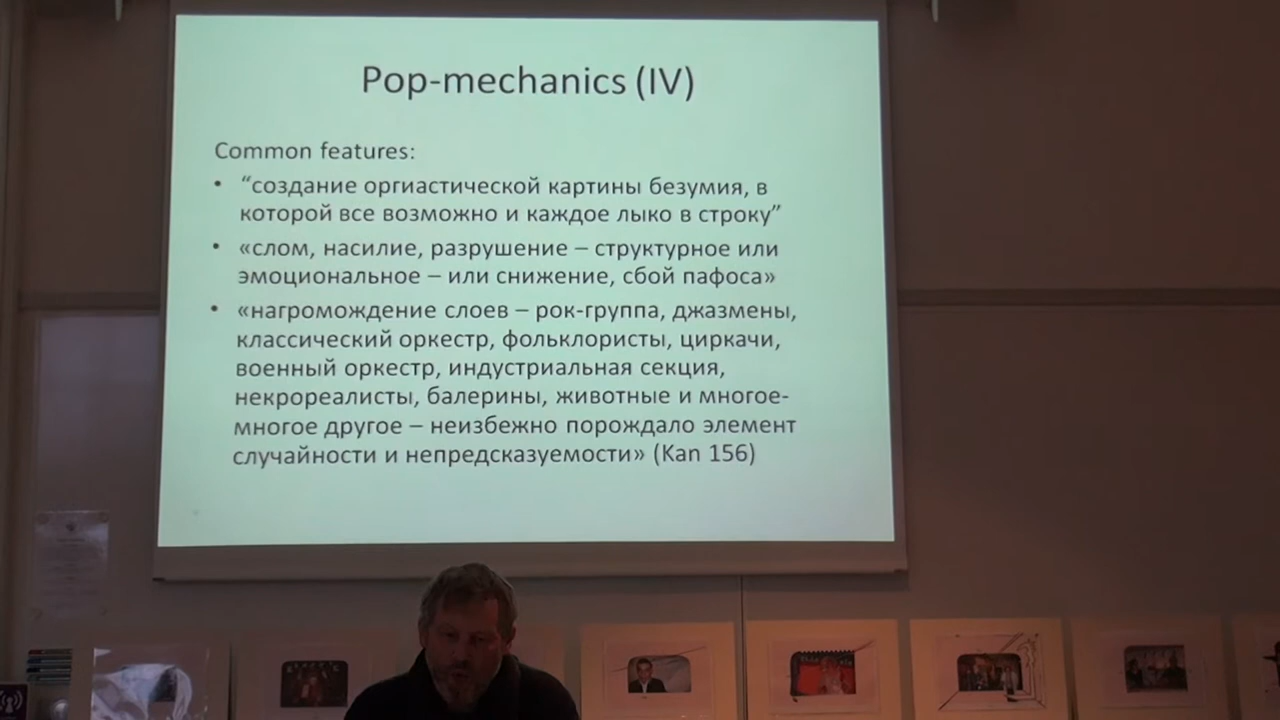 Pop-mechanics (IV)
Common features:
• “создание оргиастической картины безумия, в
которой все возможно и каждое лыко в строку”
• «слом, насилие, разрушение – структурное или
эмоциональное – или снижение, сбой пафоса»
• «нагромождение слоев – рок-группа, джазмены,
классический оркестр, фольклористы, циркачи,
военный оркестр, индустриальная секция,
некрореалисты, балерины, животные и многое-
многое другое – неизбежно порождало элемент
случайности и непредсказуемости» (Kan 156)